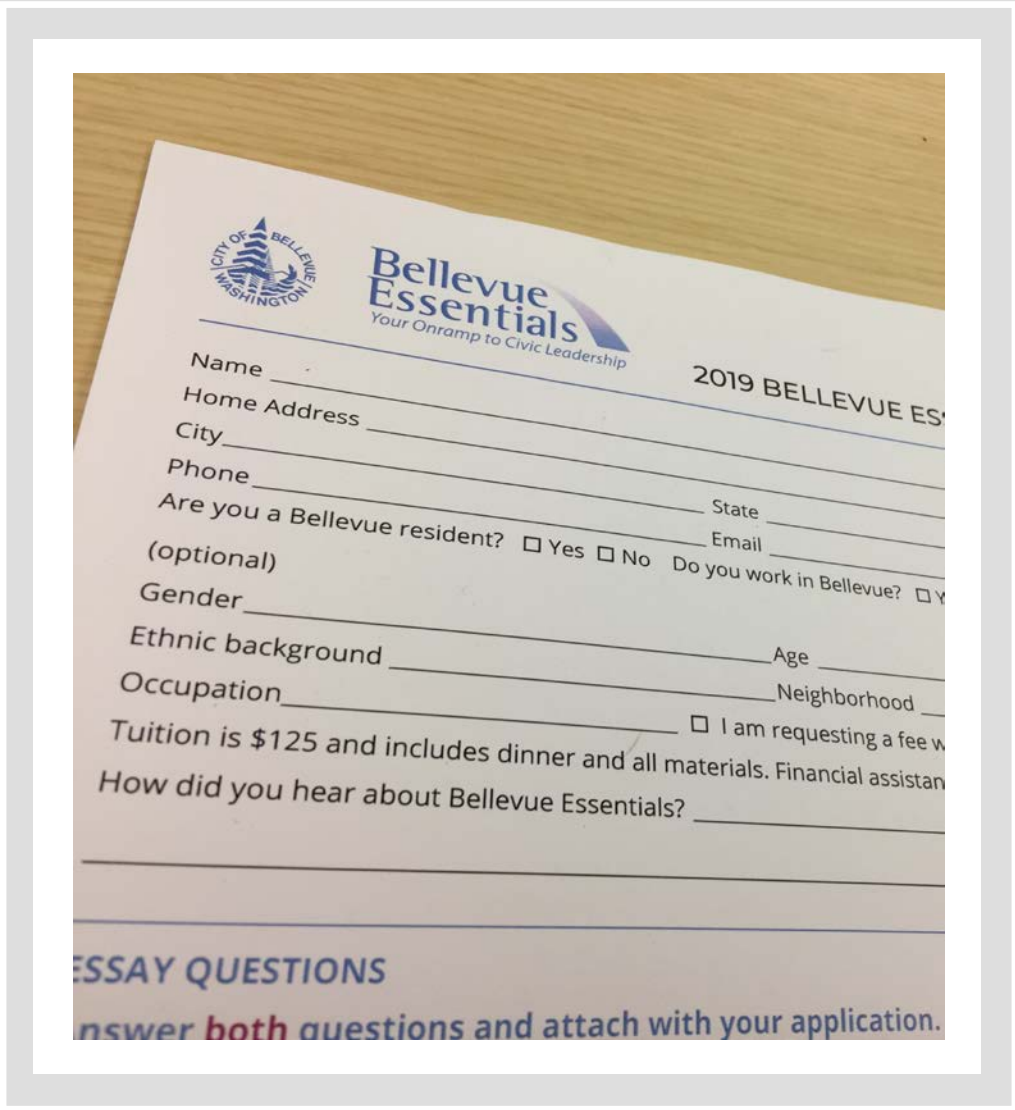 CITY OF BELLEVUE
WASHINGTON
Bellevue
Essentials
Your Onramp to Civic Leadership
2019 BELLEVUE ES
Name
Home Address
City State
Phone Email
Are you a Bellevue resident? Yes No Do you work in Bellevue? Y
(optional)
Gender Age
Ethnic background Neighborhood
Occupation I am requesting a fee w
Tuition is $125 and includes dinner and all materials. Financial assistan
How did you hear about Bellevue Essentials?
ESSAY QUESTIONS
nswer both questions and attach with your application.